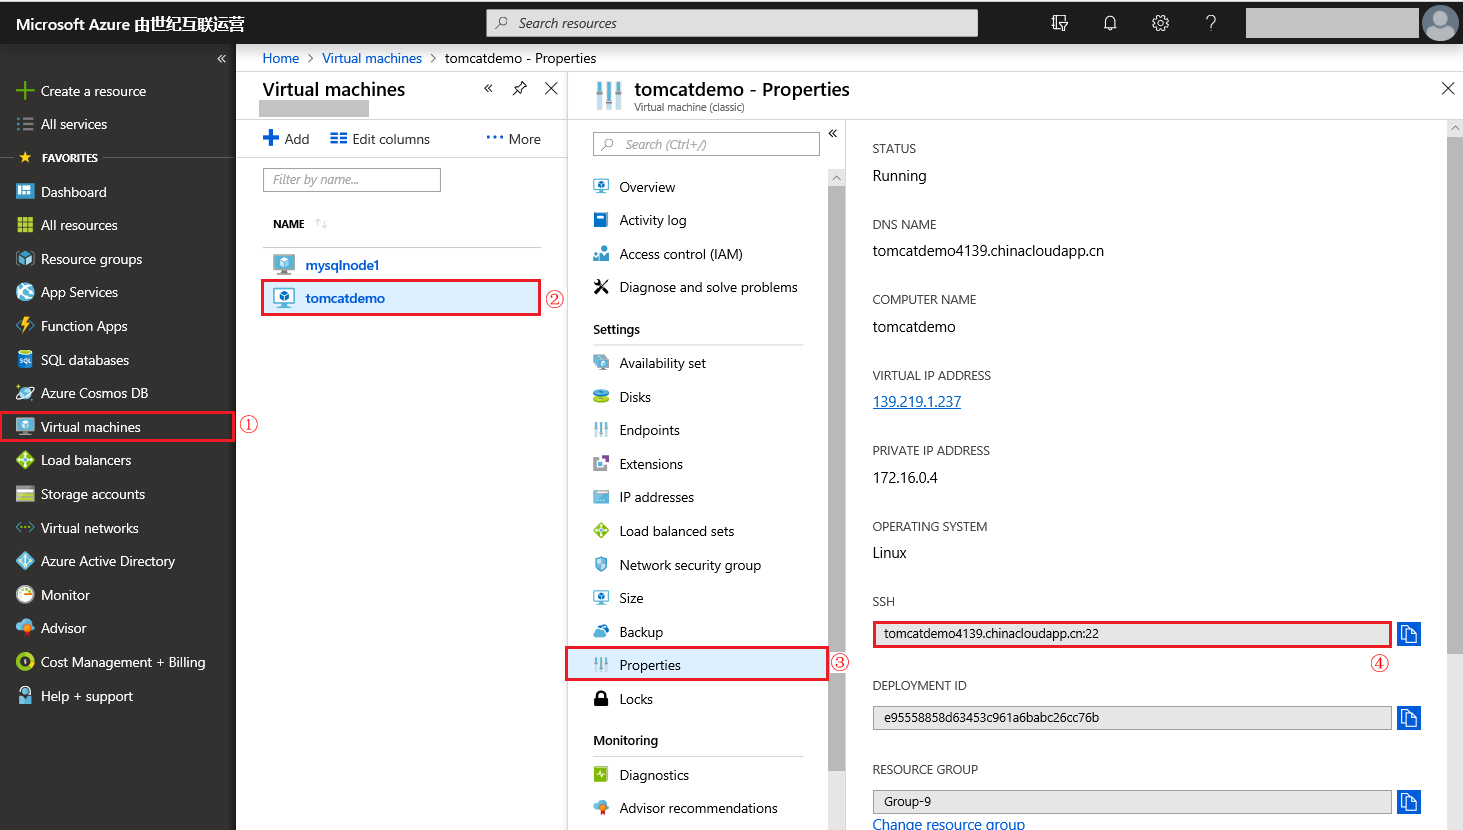 Microsoft Azure 由世纪互联运营
Search resources
?
«
Create a resource
All services
FAVORITES
Dashboard
All resources
Resource groups
App Services
Function Apps
SQL databases
Azure Cosmos DB
Virtual machines
①
Load balancers
Storage accounts
Virtual networks
Azure Active Directory
Monitor
Advisor
Cost Management + Billing
Help + support
Home > Virtual machines > tomcatdemo - Properties
Virtual machines
«
Add
Edit columns
··· More
Filter by name...
NAME ↑↓
mysqlnode1
tomcatdemo
②
tomcatdemo - Properties
Virtual machine (classic)
Search (Ctrl+/)
«
Overview
Activity log
Access control (IAM)
Diagnose and solve problems
Settings
Availability set
Disks
Endpoints
Extensions
IP addresses
Load balanced sets
Network security group
Size
Backup
Properties
③
Locks
Monitoring
Diagnostics
Advisor recommendations
STATUS
Running
DNS NAME
tomcatdemo4139.chinacloudapp.cn
COMPUTER NAME
tomcatdemo
VIRTUAL IP ADDRESS
139.219.1.237
PRIVATE IP ADDRESS
172.16.0.4
OPERATING SYSTEM
Linux
SSH
tomcatdemo4139.chinacloudapp.cn:22
④
DEPLOYMENT ID
e95558858d63453c961a6babc26cc76b
RESOURCE GROUP
Group-9
Change resource group